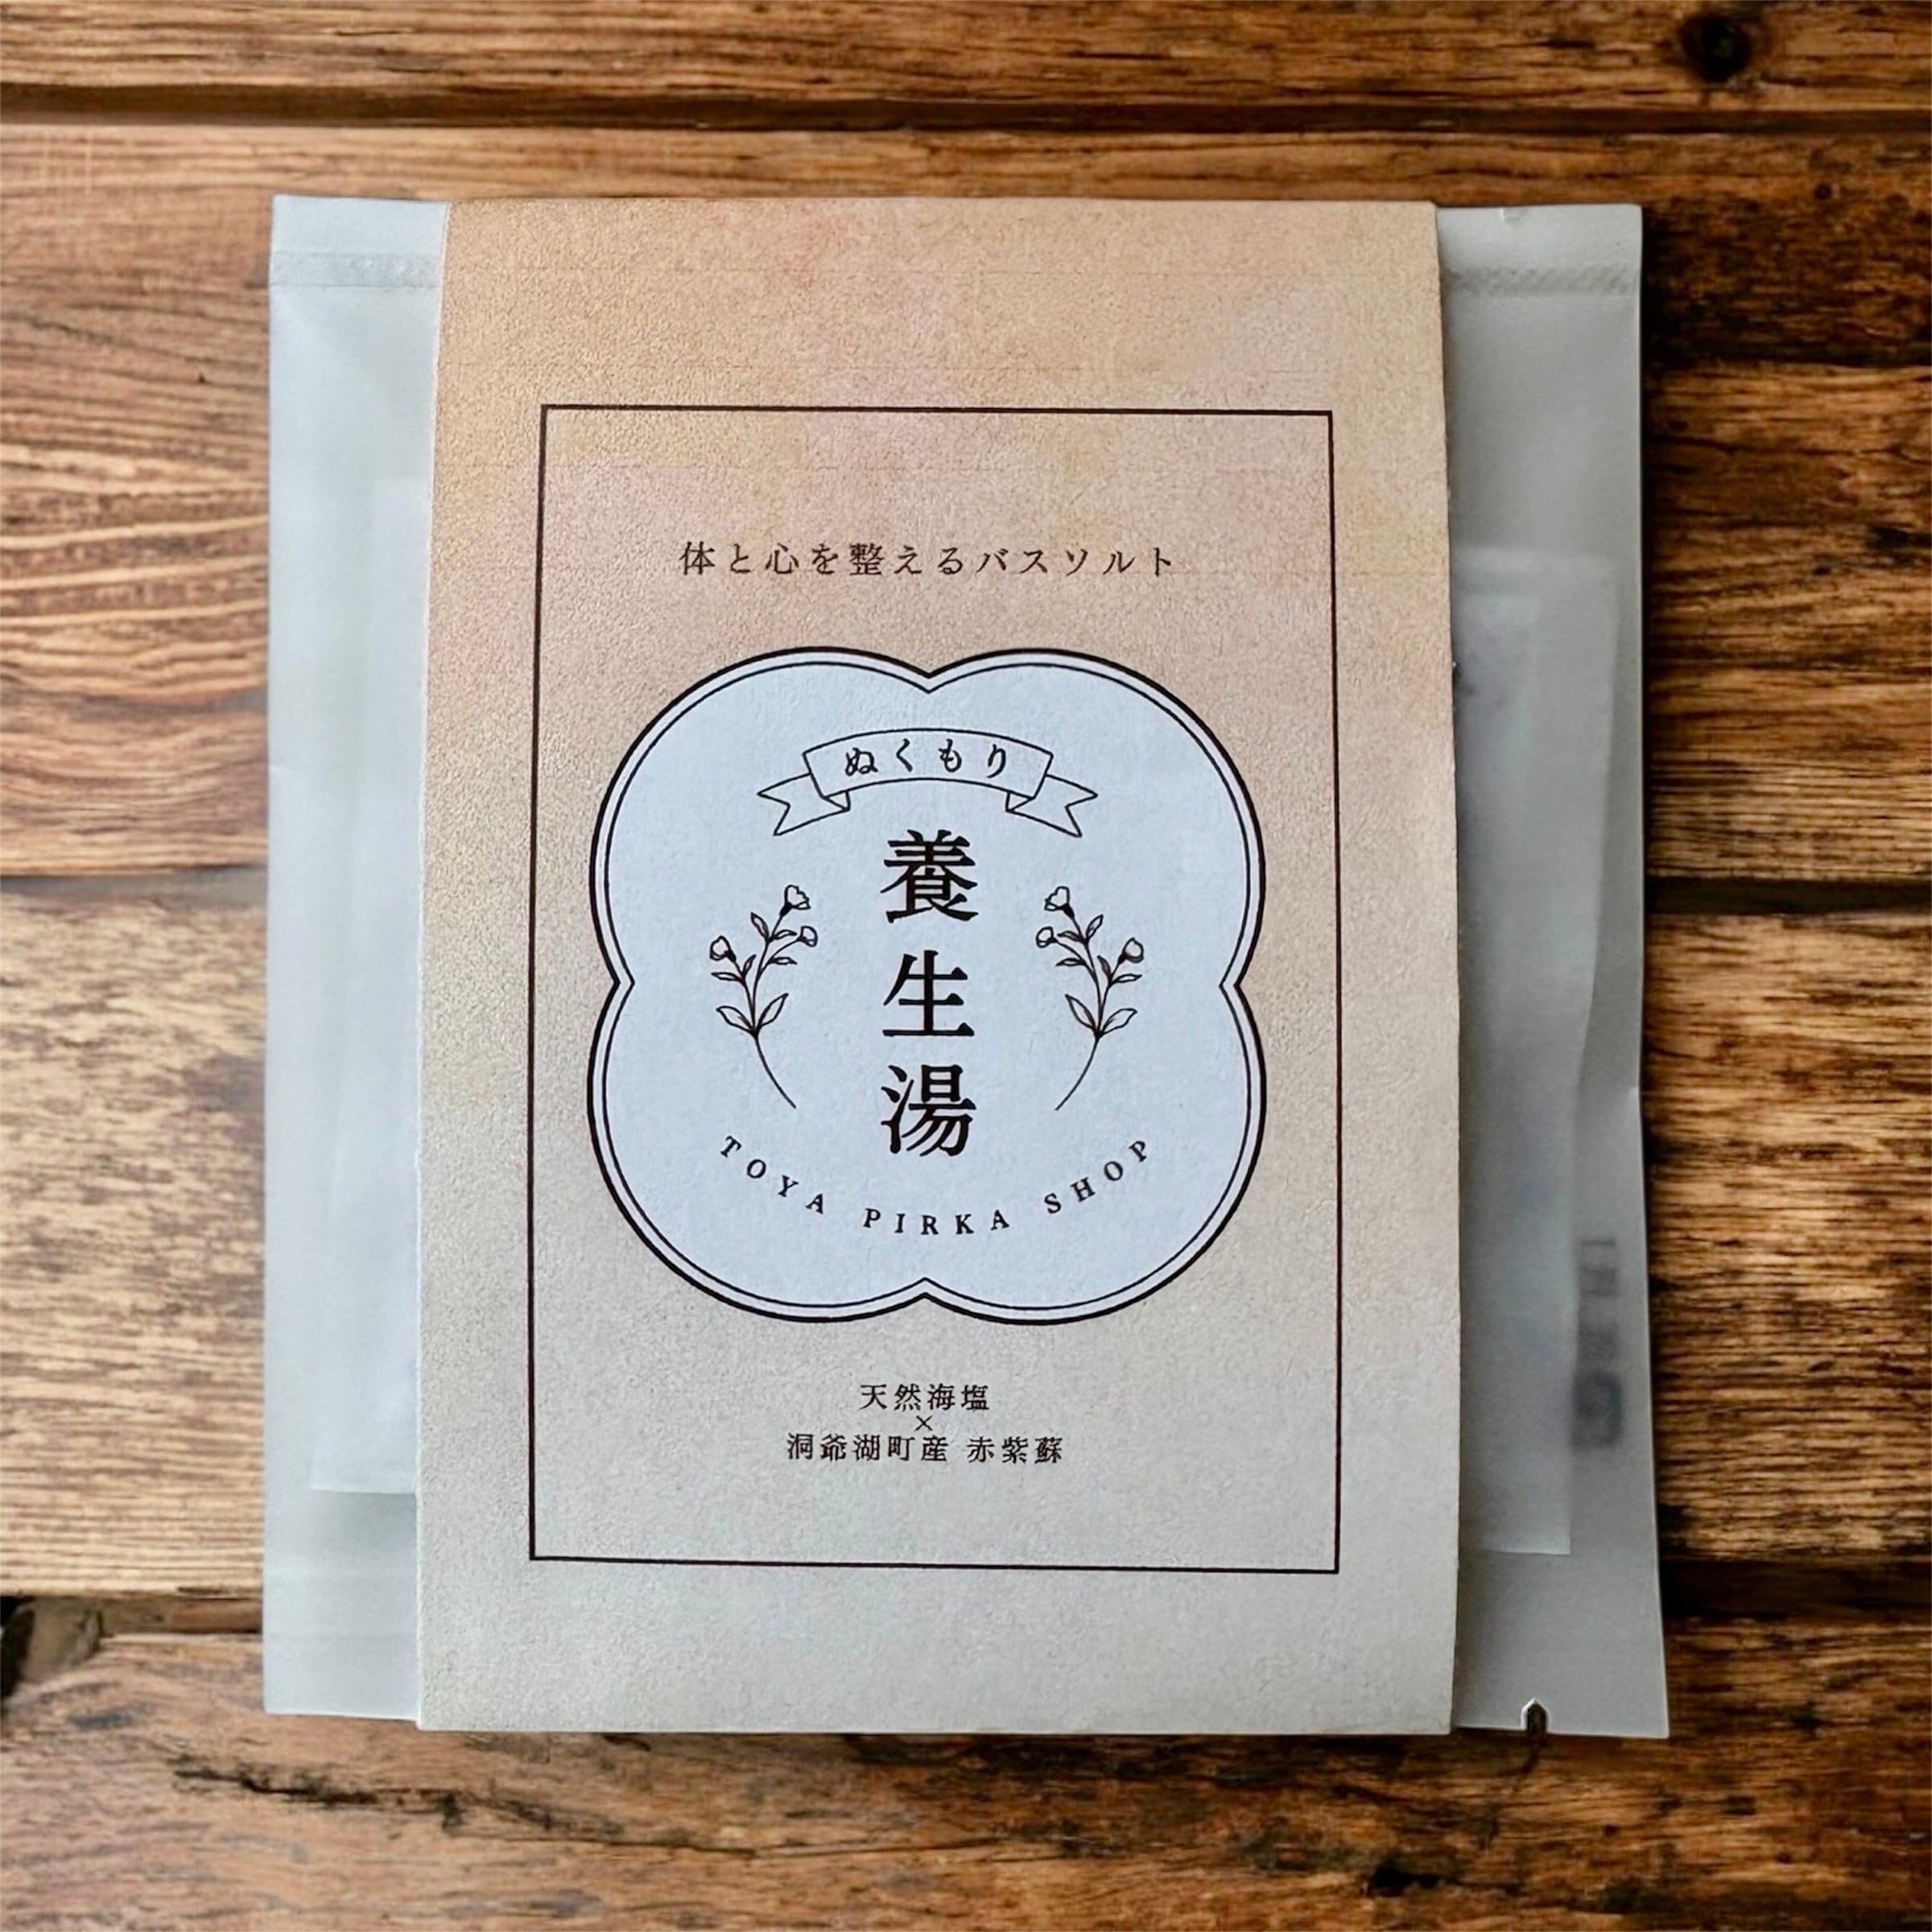 体と心を整えるバスソルト
ぬくもり
養生湯
TOYA PIRKA SHOP
天然海塩
×
洞爺湖町産 赤紫蘇